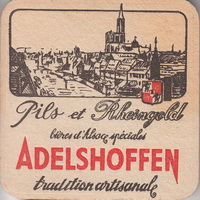 Pils et Rheingold
bières d'Alsace spéciales
ADELSHOFFEN
tradition artisanale